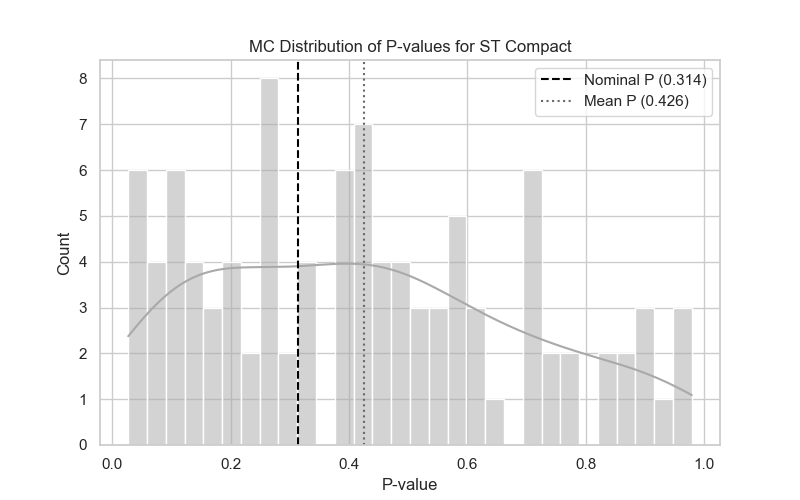 MC Distribution of P-values for ST Compact
Nominal P (0.314)
Mean P (0.426)
8
7
6
5
4
3
2
1
0
Count
0.0 0.2 0.4 0.6 0.8 1.0
P-value